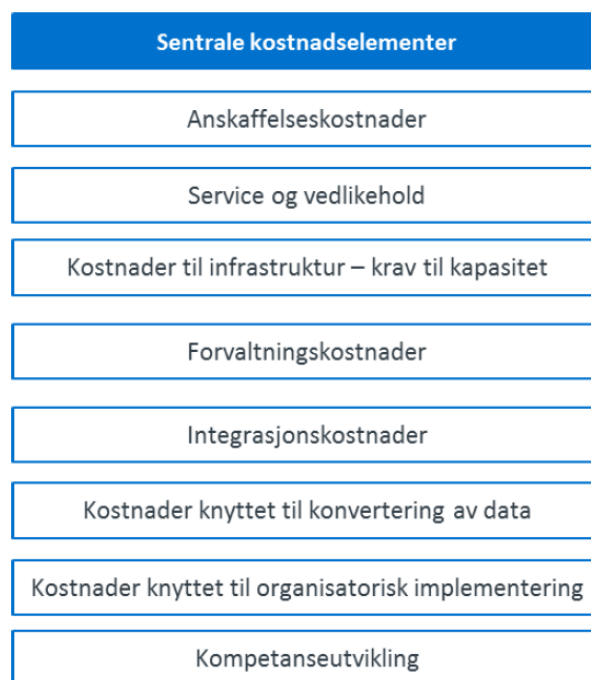 Sentrale kostnadselementer
Anskaffelseskostnader
Service og vedlikehold
Kostnader til infrastruktur – krav til kapasitet
Forvaltningskostnader
Integrasjonskostnader
Kostnader knyttet til konvertering av data
Kostnader knyttet til organisatorisk implementering
Kompetanseutvikling